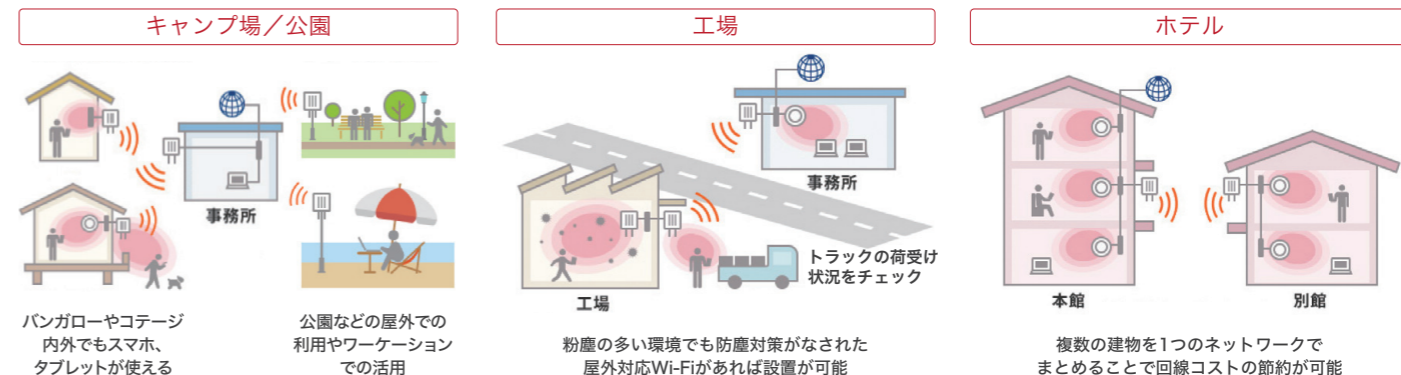 キャンプ場／公園
事務所
バンガローやコテージ
内外でもスマホ、
タブレットが使える
公園などの屋外での
利用やワーケーション
での活用
工場
事務所
トラックの荷受け
状況をチェック
工場
粉塵の多い環境でも防塵対策がなされた
屋外対応Wi-Fiがあれば設置が可能
ホテル
本館
別館
複数の建物を1つのネットワークで
まとめることで回線コストの節約が可能